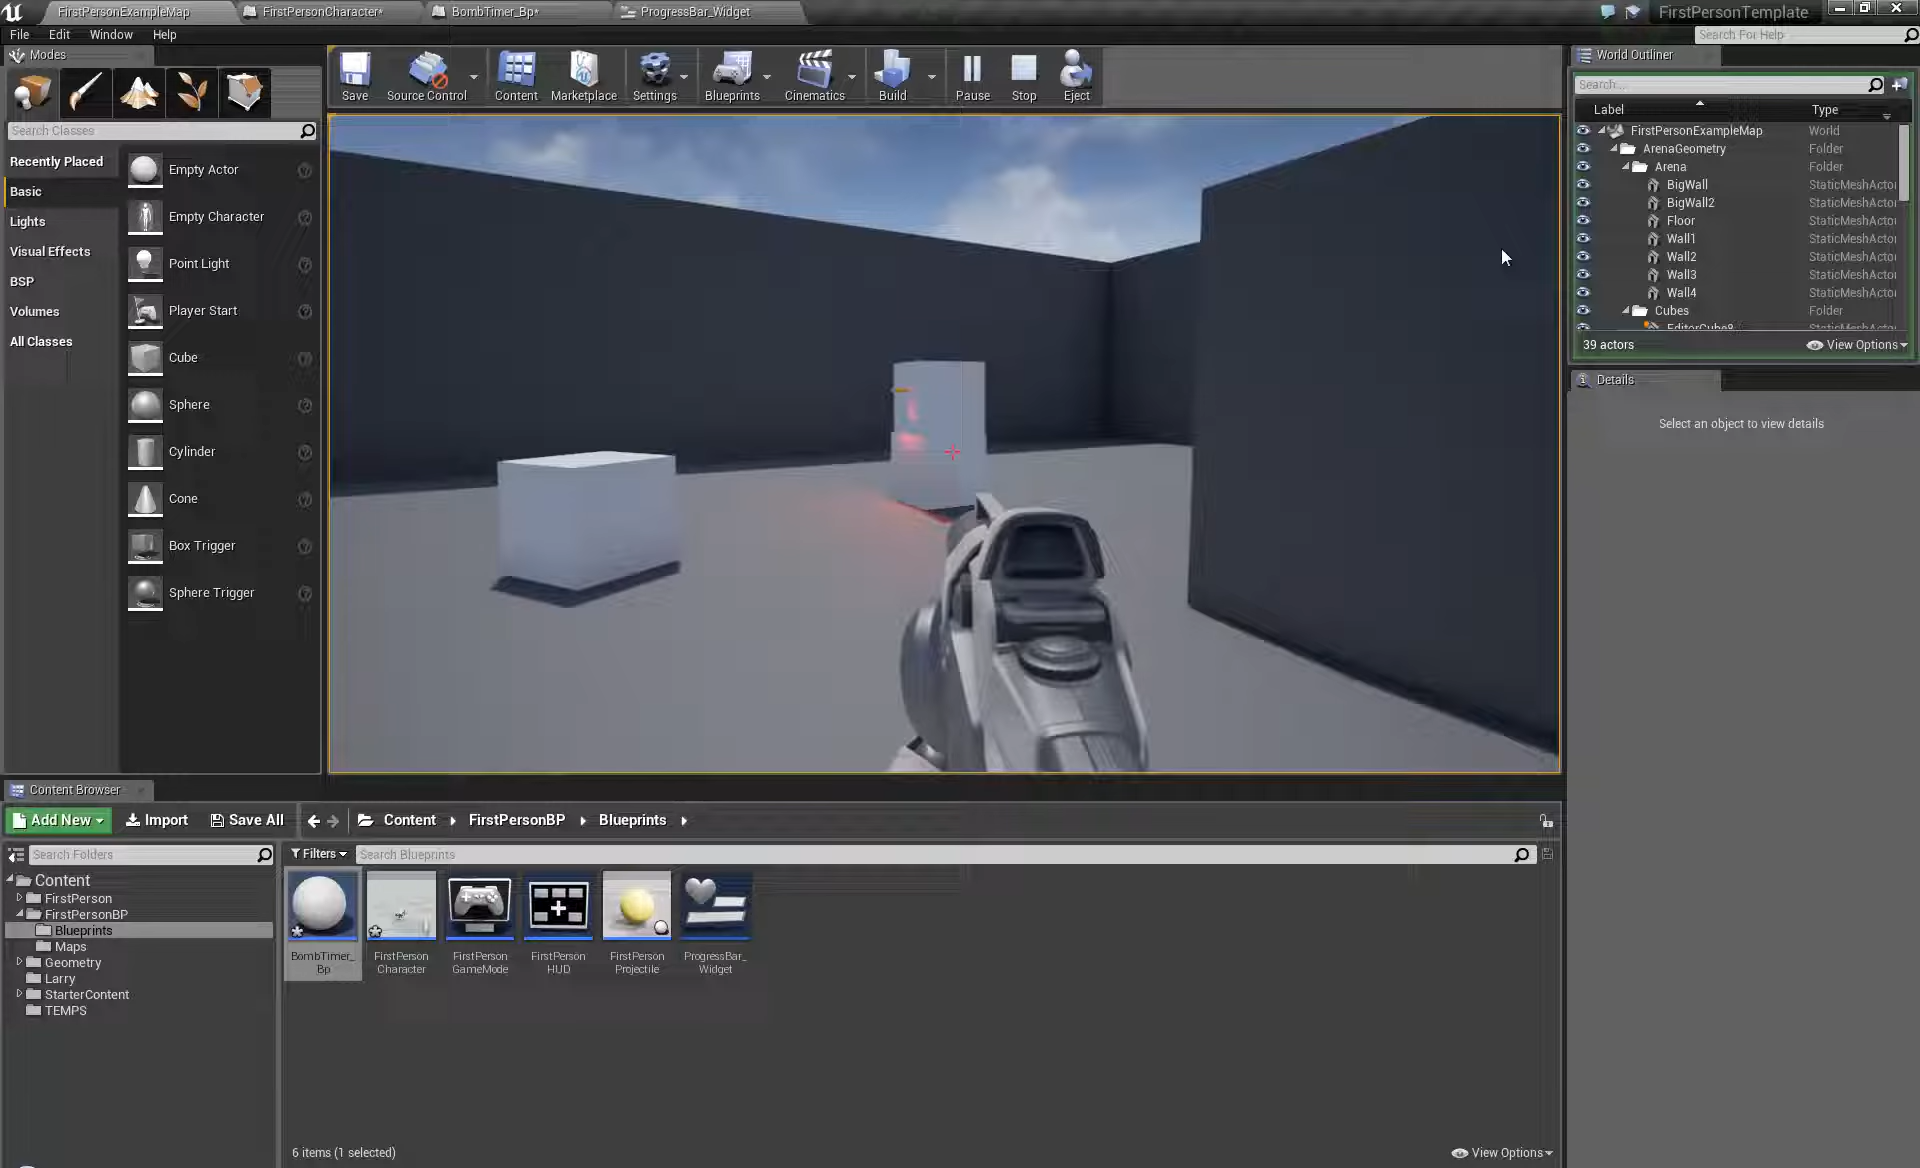 FirstPersonExampleMap
FirstPersonCharacter*
BombTimer_Bp*
ProgressBar_Widget
FirstPersonTemplate
File Edit Window Help
Search For Help
Modes
Save
Source Control
Content
Marketplace
Settings
Blueprints
Cinematics
Build
Pause
Stop
Eject
World Outliner
Search...
Label Type
FirstPersonExampleMap World
ArenaGeometry Folder
Arena Folder
BigWall StaticMeshActor
BigWall2 StaticMeshActor
Floor StaticMeshActor
Wall1 StaticMeshActor
Wall2 StaticMeshActor
Wall3 StaticMeshActor
Wall4 StaticMeshActor
Cubes Folder
EditorCube8 StaticMeshActor
39 actors
View Options
Details
Select an object to view details
Search Classes
Recently Placed
Basic
Lights
Visual Effects
BSP
Volumes
All Classes
Empty Actor
Empty Character
Point Light
Player Start
Cube
Sphere
Cylinder
Cone
Box Trigger
Sphere Trigger
Content Browser
Add New
Import
Save All
Content
FirstPersonBP
Blueprints
Search Folders
Filters
Search Blueprints
Content
FirstPerson
FirstPersonBP
Blueprints
Maps
Geometry
Larry
StarterContent
TEMPS
BombTimer_
Bp
FirstPerson
Character
FirstPerson
GameMode
FirstPerson
HUD
FirstPerson
Projectile
ProgressBar_
Widget
6 items (1 selected)
View Options